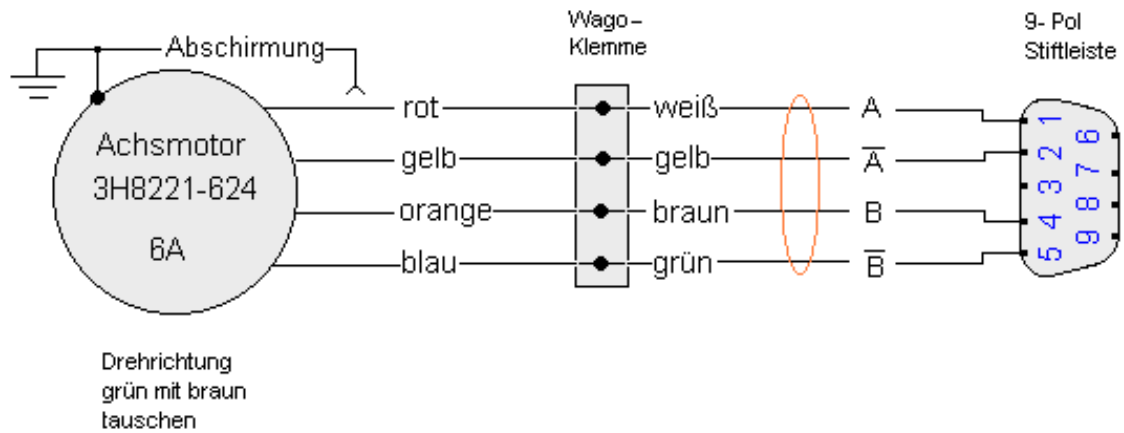 Wago-
Klemme
9- Pol
Stiftleiste
Abschirmung
rot
weiß
A
gelb
gelb
A̅
orange
braun
B
blau
grün
B̅
Achsmotor
3H8221-624
6A
1
2
3
4
5
6
7
8
9
Drehrichtung
grün mit braun
tauschen